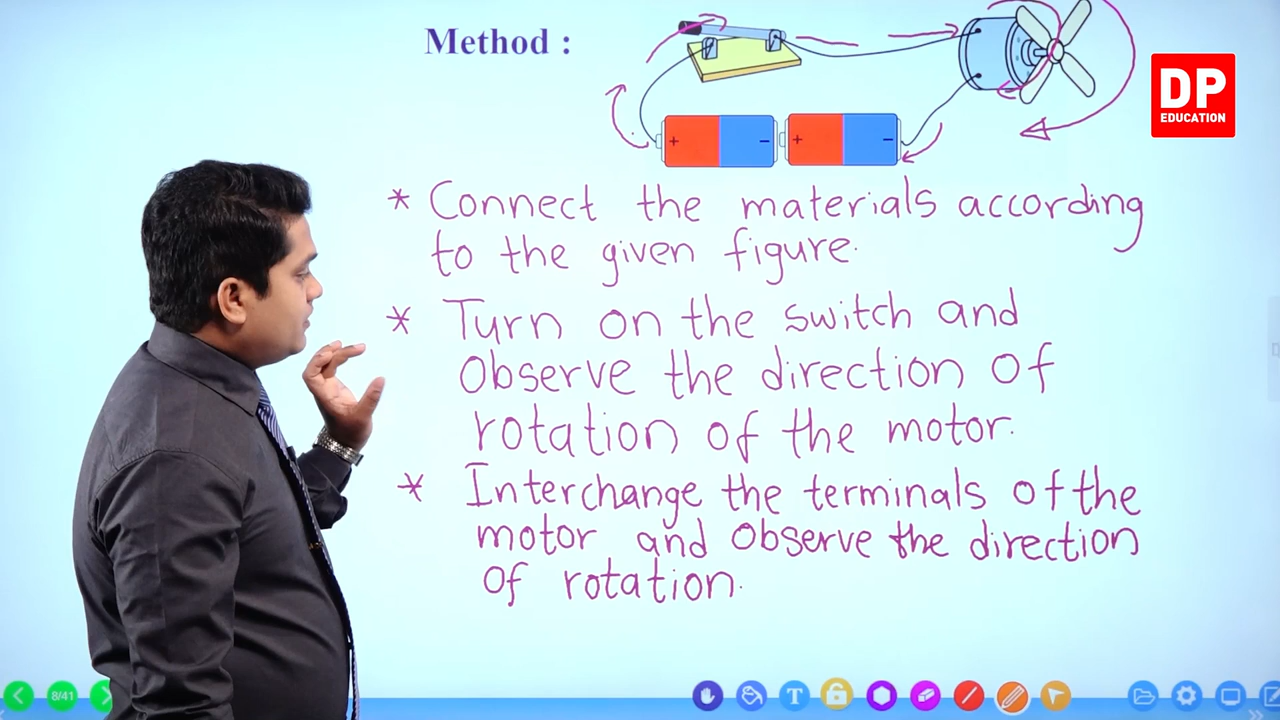 Method :
DP
EDUCATION
+ – + –
* Connect the materials according
to the given figure.
* Turn on the switch and
Observe the direction of
rotation of the motor.
* Interchange the terminals of the
motor and observe the direction
of rotation.
8/41
T